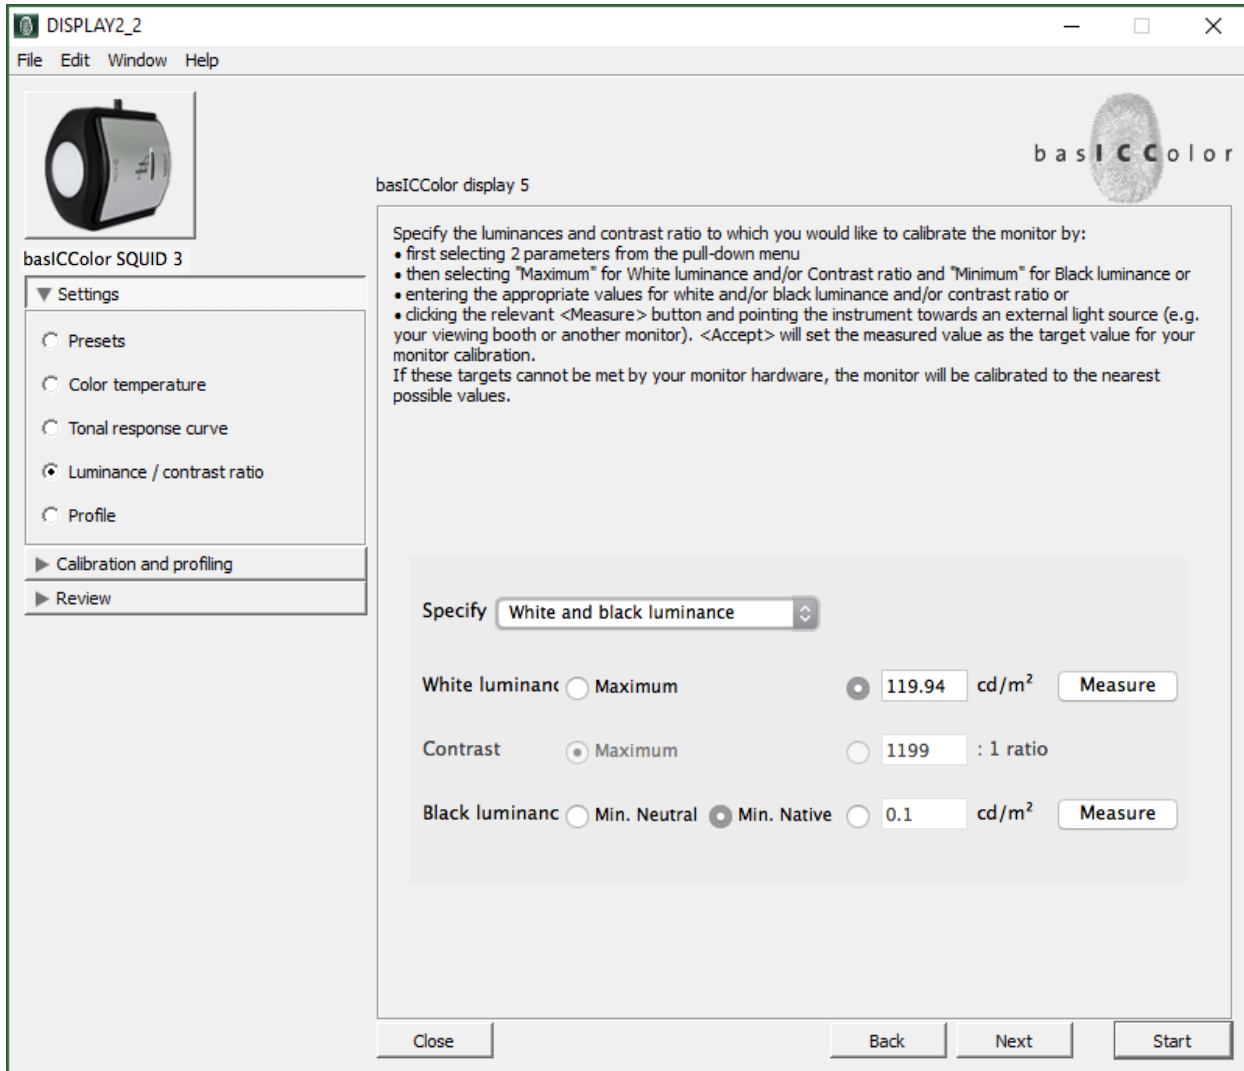 DISPLAY2_2
File Edit Window Help
basICColor
basICColor display 5
basICColor SQUID 3
Settings
Presets
Color temperature
Tonal response curve
Luminance / contrast ratio
Profile
Calibration and profiling
Review
Specify the luminances and contrast ratio to which you would like to calibrate the monitor by:
• first selecting 2 parameters from the pull-down menu
• then selecting "Maximum" for White luminance and/or Contrast ratio and "Minimum" for Black luminance or
• entering the appropriate values for white and/or black luminance and/or contrast ratio or
• clicking the relevant <Measure> button and pointing the instrument towards an external light source (e.g.
your viewing booth or another monitor). <Accept> will set the measured value as the target value for your
monitor calibration.
If these targets cannot be met by your monitor hardware, the monitor will be calibrated to the nearest
possible values.
Specify White and black luminance
White luminanc Maximum 119.94 cd/m² Measure
Contrast Maximum 1199 : 1 ratio
Black luminanc Min. Neutral Min. Native 0.1 cd/m² Measure
Close Back Next Start